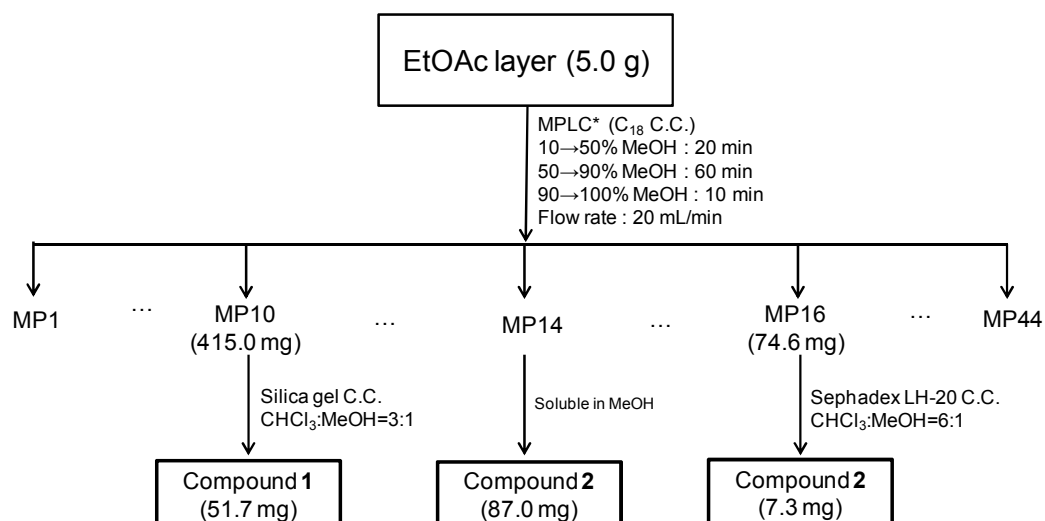 EtOAc layer (5.0 g)
MPLC* (C₁₈ C.C.)
10→50% MeOH : 20 min
50→90% MeOH : 60 min
90→100% MeOH : 10 min
Flow rate : 20 mL/min
MP1 … MP10 … MP14 … MP16 … MP44
(415.0 mg) (74.6 mg)
Silica gel C.C.
CHCl₃:MeOH=3:1
Soluble in MeOH
Sephadex LH-20 C.C.
CHCl₃:MeOH=6:1
Compound 1
(51.7 mg)
Compound 2
(87.0 mg)
Compound 2
(7.3 mg)